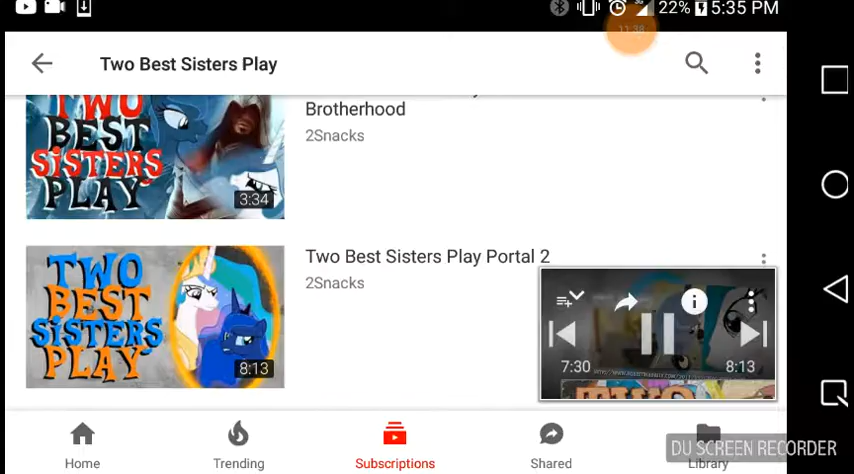 22% 5:35 PM
11:38
Two Best Sisters Play
Brotherhood
2Snacks
TWO
BEST
SISTERS
PLAY
3:34
Two Best Sisters Play Portal 2
2Snacks
TWO
BEST
SISTERS
PLAY
8:13
7:30
8:13
Home
Trending
Subscriptions
Shared
Library
DU SCREEN RECORDER